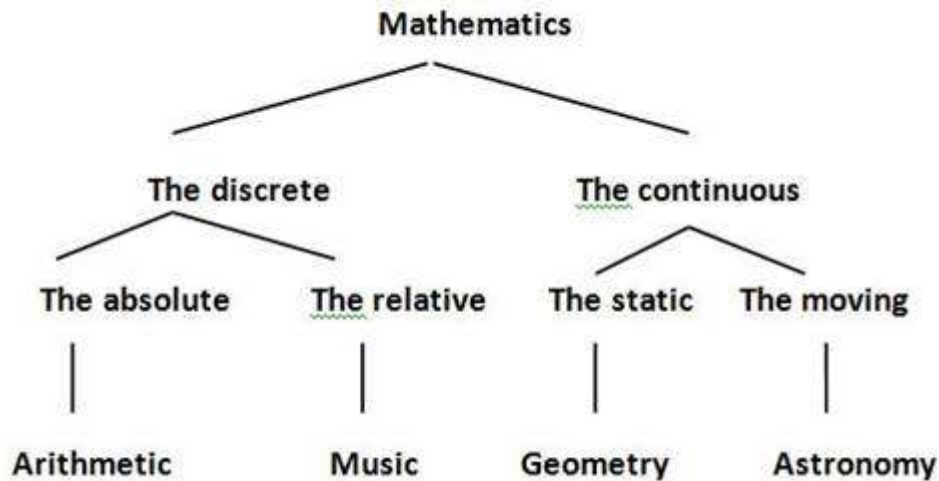 Mathematics
The discrete The continuous
The absolute The relative The static The moving
Arithmetic Music Geometry Astronomy